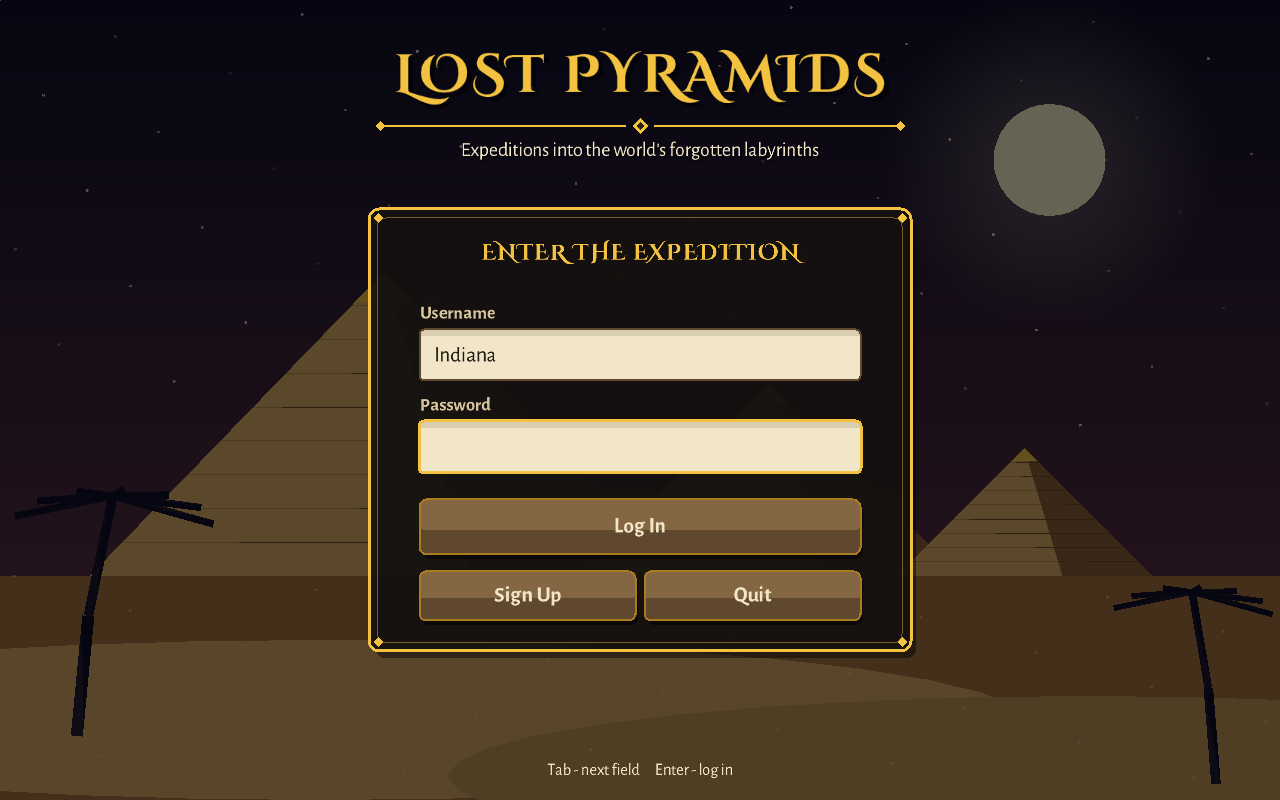 LOST PYRAMIDS
Expeditions into the world's forgotten labyrinths
ENTER THE EXPEDITION
Username
Indiana
Password
Log In
Sign Up
Quit
Tab - next field Enter - log in